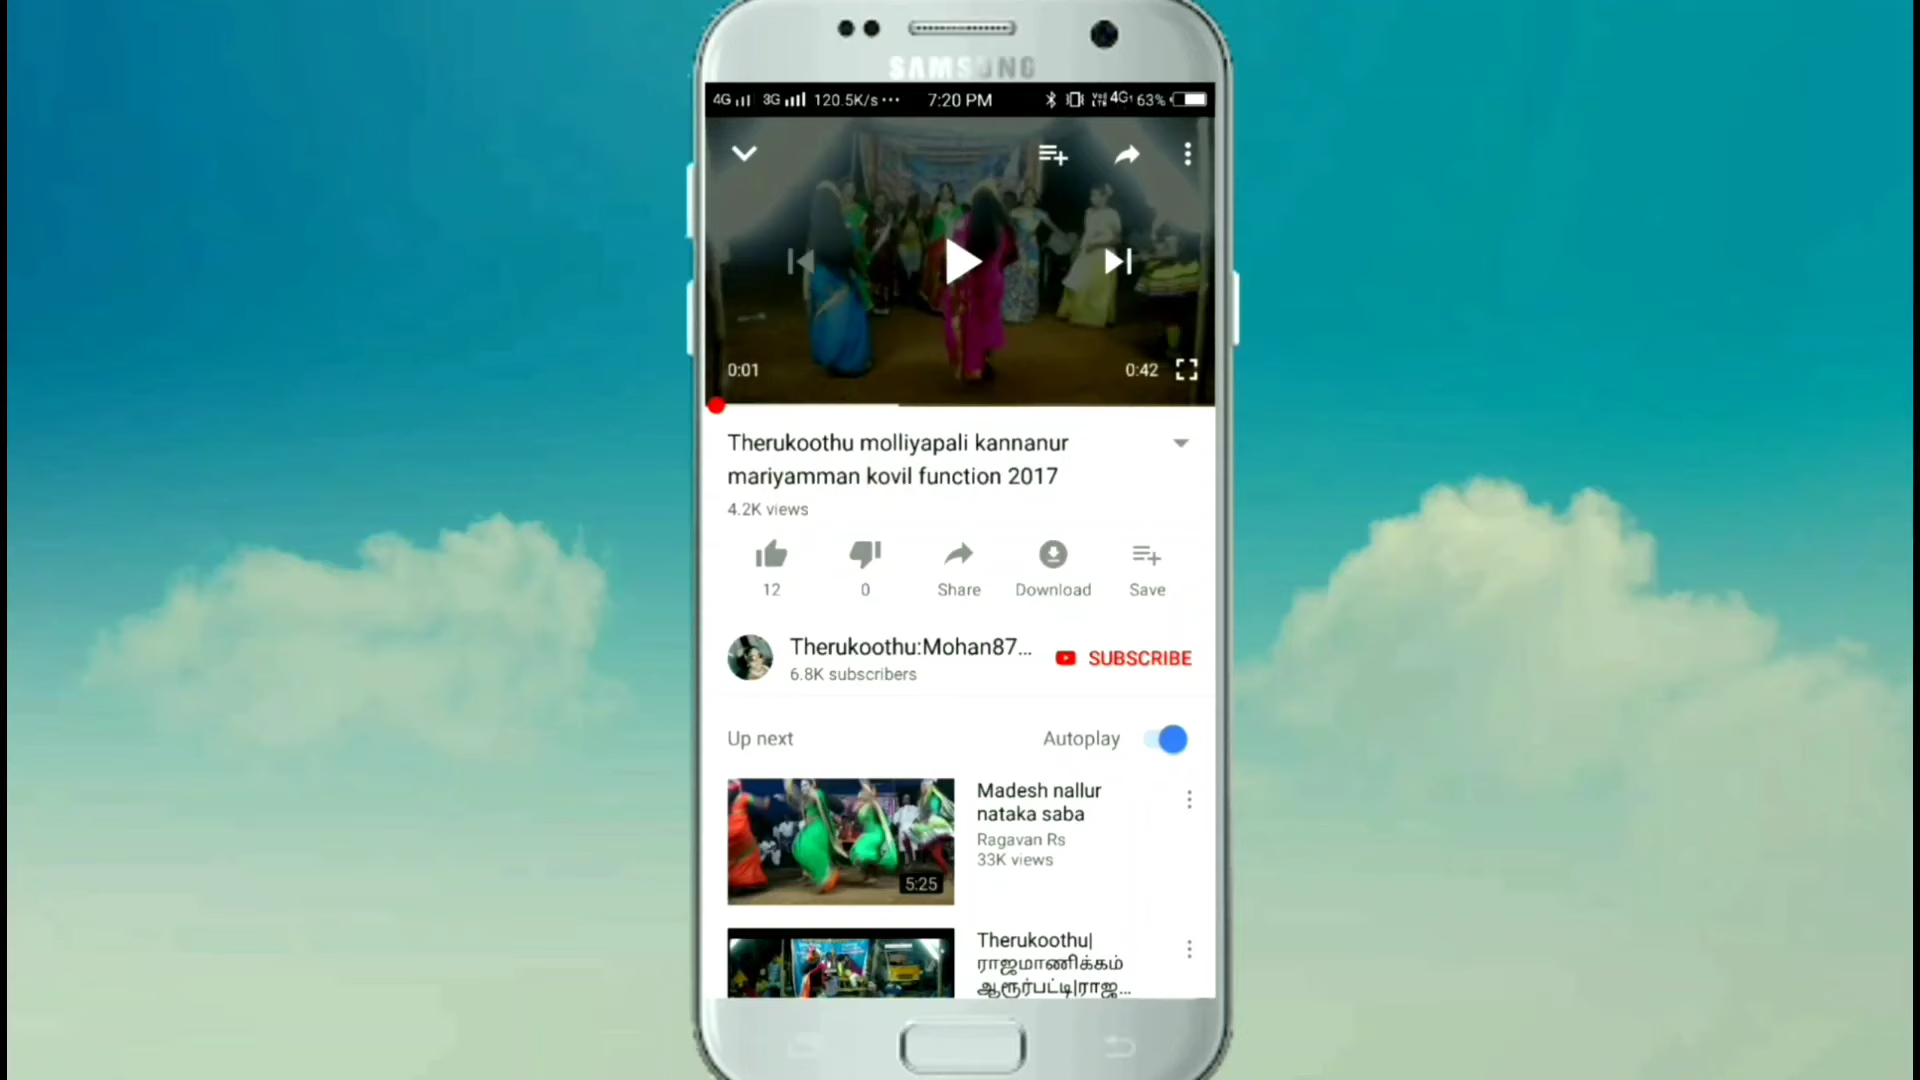 SAMSUNG
4G 3G 120.5K/s ··· 7:20 PM 4G 63%
0:01 0:42
Therukoothu molliyapali kannanur
mariyamman kovil function 2017
4.2K views
12 0 Share Download Save
Therukoothu:Mohan87...
6.8K subscribers
SUBSCRIBE
Up next Autoplay
Madesh nallur
nataka saba
Ragavan Rs
33K views
5:25
Therukoothu|
ராஜமாணிக்கம்
ஆரூர்பட்டி|ராஜ...